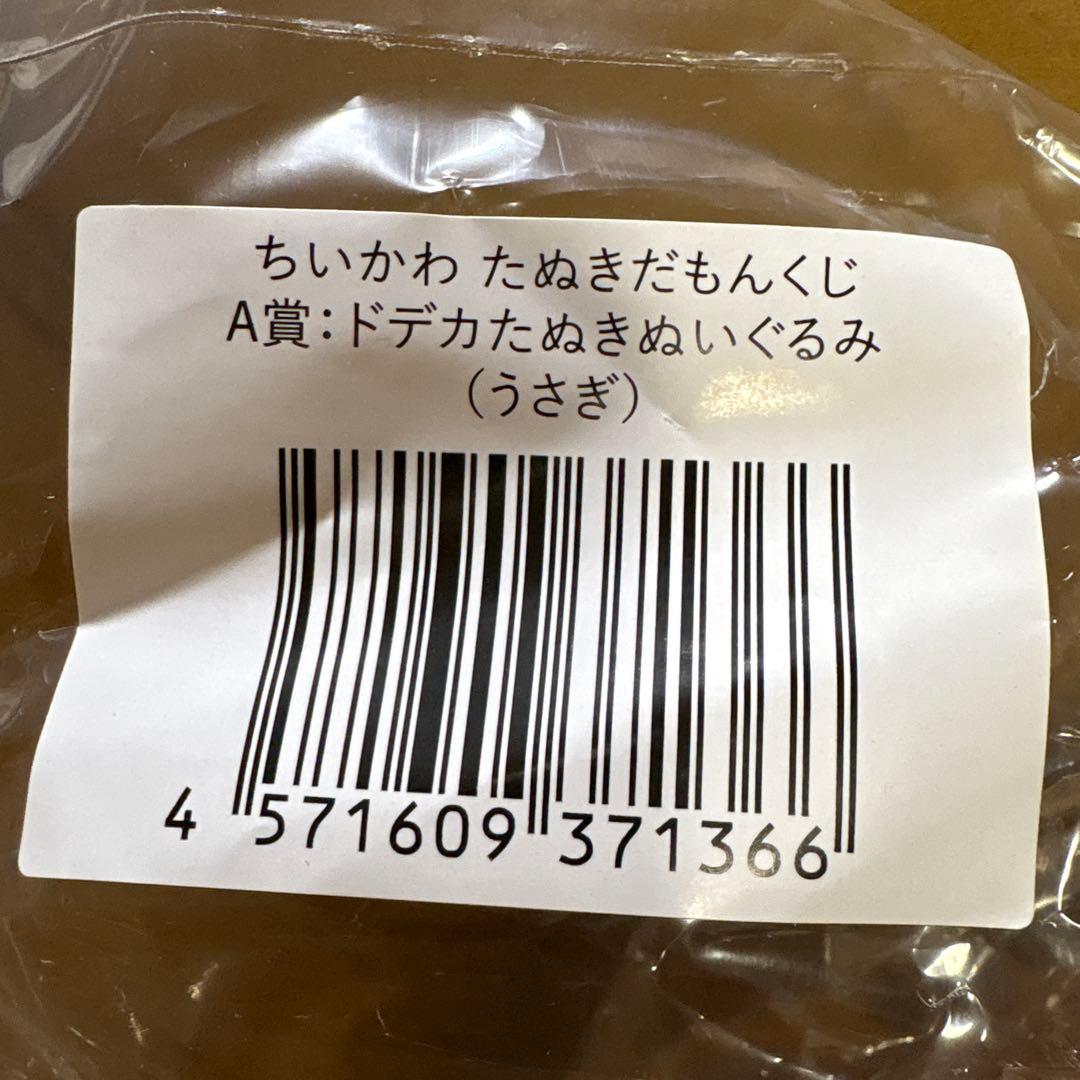 ちいかわ たぬきだもんくじ
A賞：ドデカたぬきぬいぐるみ
（うさぎ）
4 571609 371366